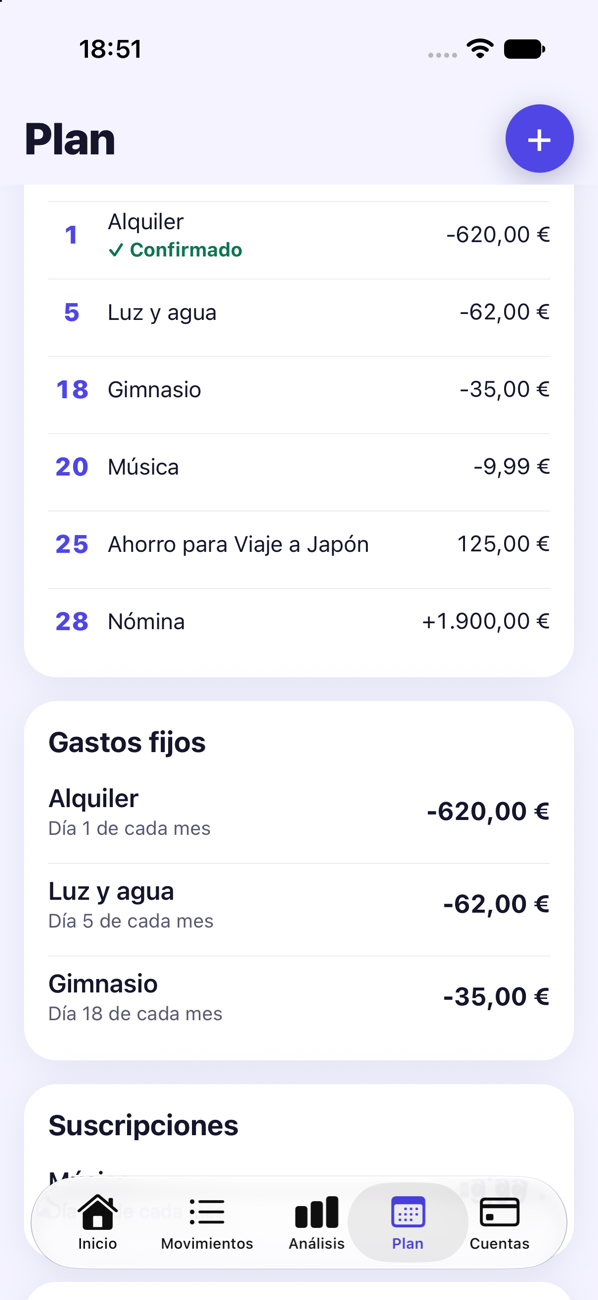 18:51
Plan
+
1 Alquiler -620,00 €
✓ Confirmado
5 Luz y agua -62,00 €
18 Gimnasio -35,00 €
20 Música -9,99 €
25 Ahorro para Viaje a Japón 125,00 €
28 Nómina +1.900,00 €
Gastos fijos
Alquiler -620,00 €
Día 1 de cada mes
Luz y agua -62,00 €
Día 5 de cada mes
Gimnasio -35,00 €
Día 18 de cada mes
Suscripciones
Inicio Movimientos Análisis Plan Cuentas